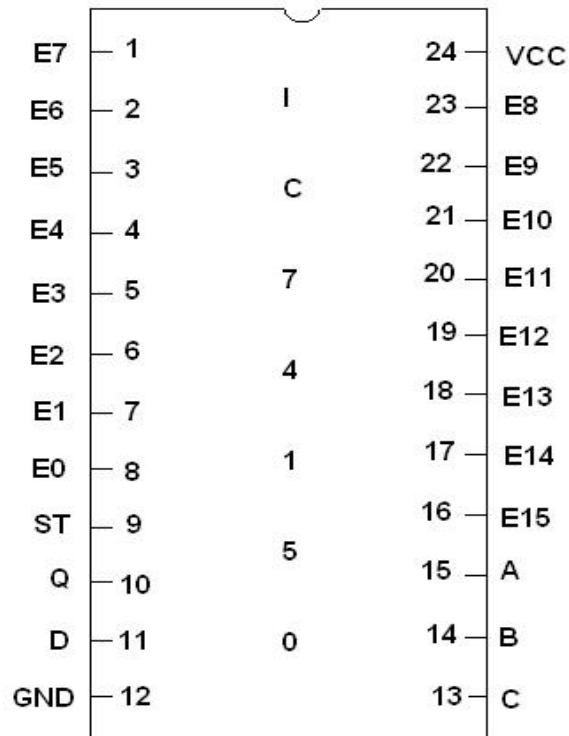 E7 1 24 VCC
I
E6 2 23 E8
E5 3 22 E9
C
E4 4 21 E10
E3 5 7 20 E11
E2 6 19 E12
4
E1 7 18 E13
E0 8 1 17 E14
ST 9 16 E15
5
Q 10 15 A
D 11 0 14 B
GND 12 13 C